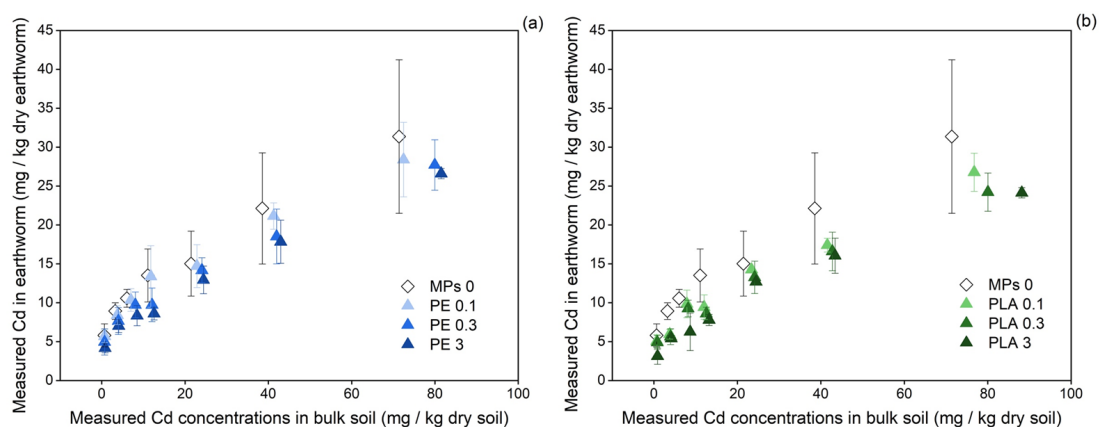 (a)
Measured Cd in earthworm (mg / kg dry earthworm)
45
40
35
30
25
20
15
10
5
0
MPs 0
PE 0.1
PE 0.3
PE 3
0 20 40 60 80 100
Measured Cd concentrations in bulk soil (mg / kg dry soil)
(b)
Measured Cd in earthworm (mg / kg dry earthworm)
45
40
35
30
25
20
15
10
5
0
MPs 0
PLA 0.1
PLA 0.3
PLA 3
0 20 40 60 80 100
Measured Cd concentrations in bulk soil (mg / kg dry soil)